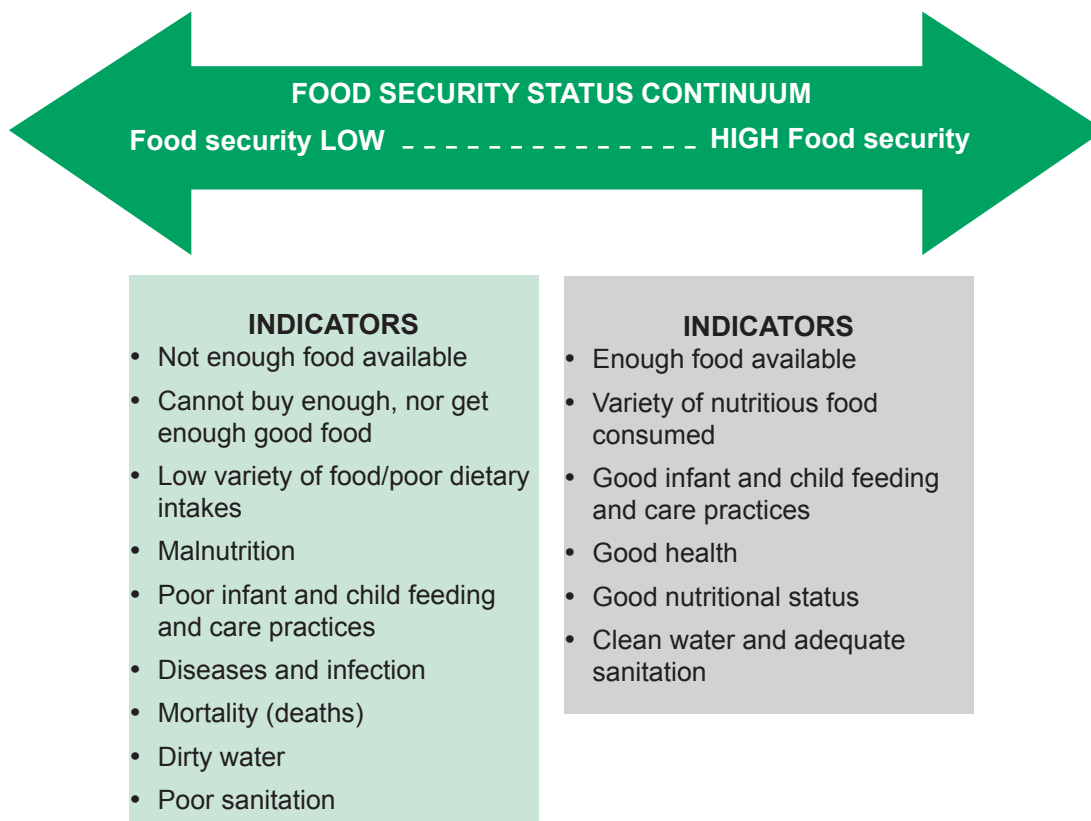 FOOD SECURITY STATUS CONTINUUM
Food security LOW _ _ _ _ _ _ _ _ _ _ _ _ _ _ HIGH Food security
INDICATORS
• Not enough food available
• Cannot buy enough, nor get
enough good food
• Low variety of food/poor dietary
intakes
• Malnutrition
• Poor infant and child feeding
and care practices
• Diseases and infection
• Mortality (deaths)
• Dirty water
• Poor sanitation
INDICATORS
• Enough food available
• Variety of nutritious food
consumed
• Good infant and child feeding
and care practices
• Good health
• Good nutritional status
• Clean water and adequate
sanitation